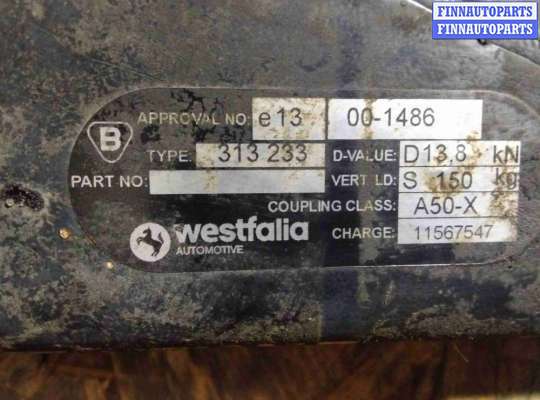 FINNAUTOPARTS
FINNAUTOPARTS
APPROVAL NO: e13 00-1486
B
TYPE: 313 233 D-VALUE: D13,8 kN
PART NO: VERT LD: S 150 kg
COUPLING CLASS: A50-X
westfalia
AUTOMOTIVE
CHARGE: 11567547